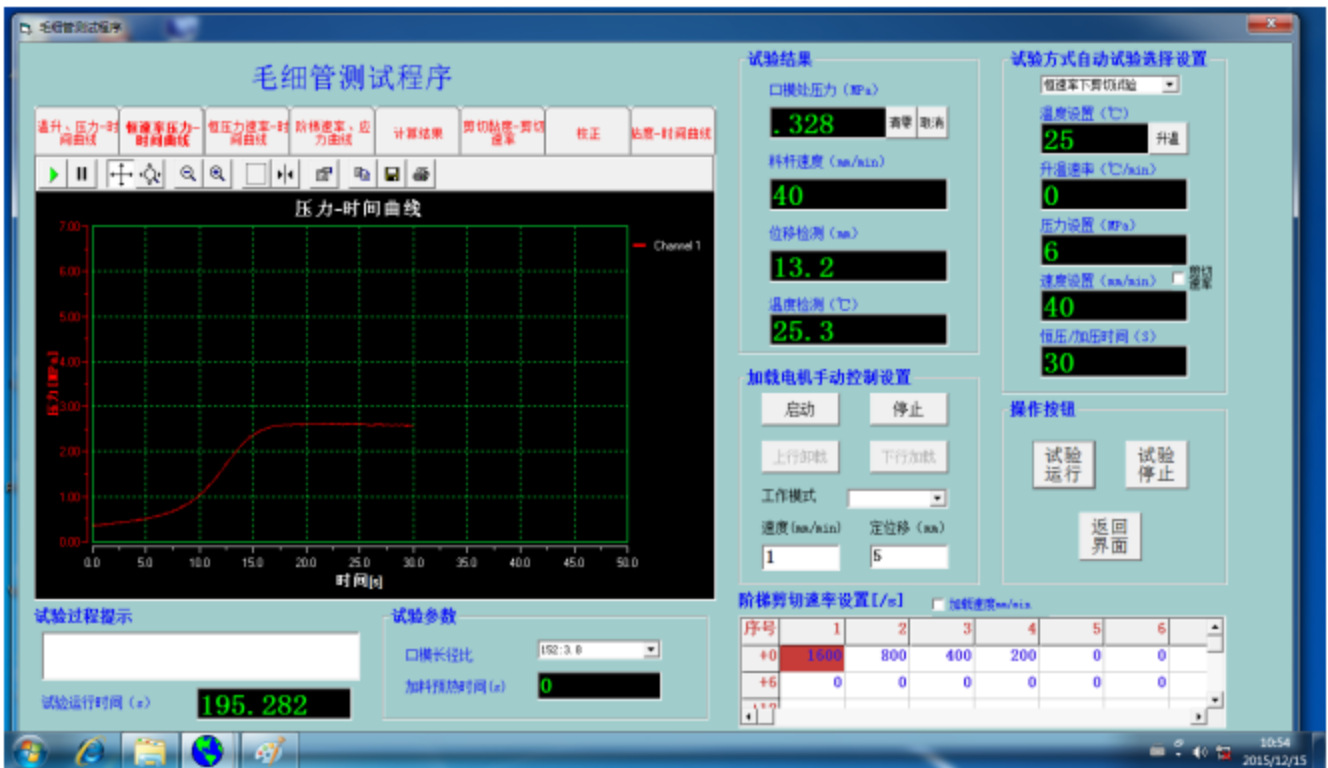 毛细管测试程序
毛细管测试程序
温升、压力-时间曲线
恒速率压力-时间曲线
恒压力速率-时间曲线
阶梯速率、应力曲线
计算结果
剪切黏度-剪切速率
校正
粘度-时间曲线
压力-时间曲线
Channel 1
压力[MPa]
7.00
6.00
5.00
4.00
3.00
2.00
1.00
0.00
0.0 5.0 10.0 15.0 20.0 25.0 30.0 35.0 40.0 45.0 50.0
时间[s]
试验过程提示
试验运行时间(s)
195.282
试验参数
口模长径比
152:3.8
加料预热时间(s)
0
试验结果
口模处压力(MPa)
.328
清零 取消
料杆速度(mm/min)
40
位移检测(mm)
13.2
温度检测(℃)
25.3
加载电机手动控制设置
启动 停止
上行卸载 下行加载
工作模式
速度(mm/min) 定位移(mm)
1 5
试验方式自动试验选择设置
恒速率下剪切试验
温度设置(℃)
25 升温
升温速率(℃/min)
0
压力设置(MPa)
6
速度设置(mm/min) 剪切速率
40
恒压/加压时间(S)
30
操作按钮
试验运行
试验停止
返回界面
阶梯剪切速率设置[/s] 加载速度mm/min
序号 1 2 3 4 5 6
+0 1600 800 400 200 0 0
+6 0 0 0 0 0 0
+12
10:54
2015/12/15